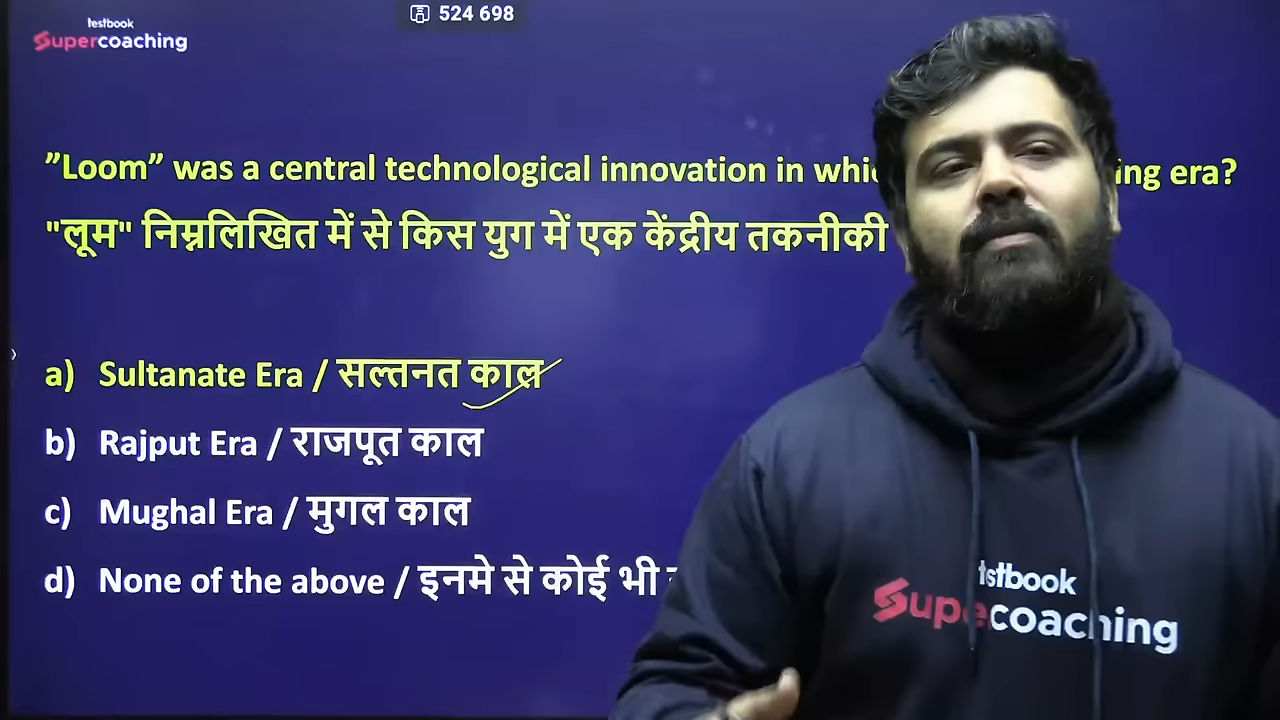 testbook
Supercoaching
524 698
”Loom” was a central technological innovation in ing era?
"लूम" निम्नलिखित में से किस युग में एक केंद्रीय तकनीकी
a) Sultanate Era / सल्तनत काल
b) Rajput Era / राजपूत काल
c) Mughal Era / मुगल काल
d) None of the above / इनमे से कोई भी
testbook
Supercoaching